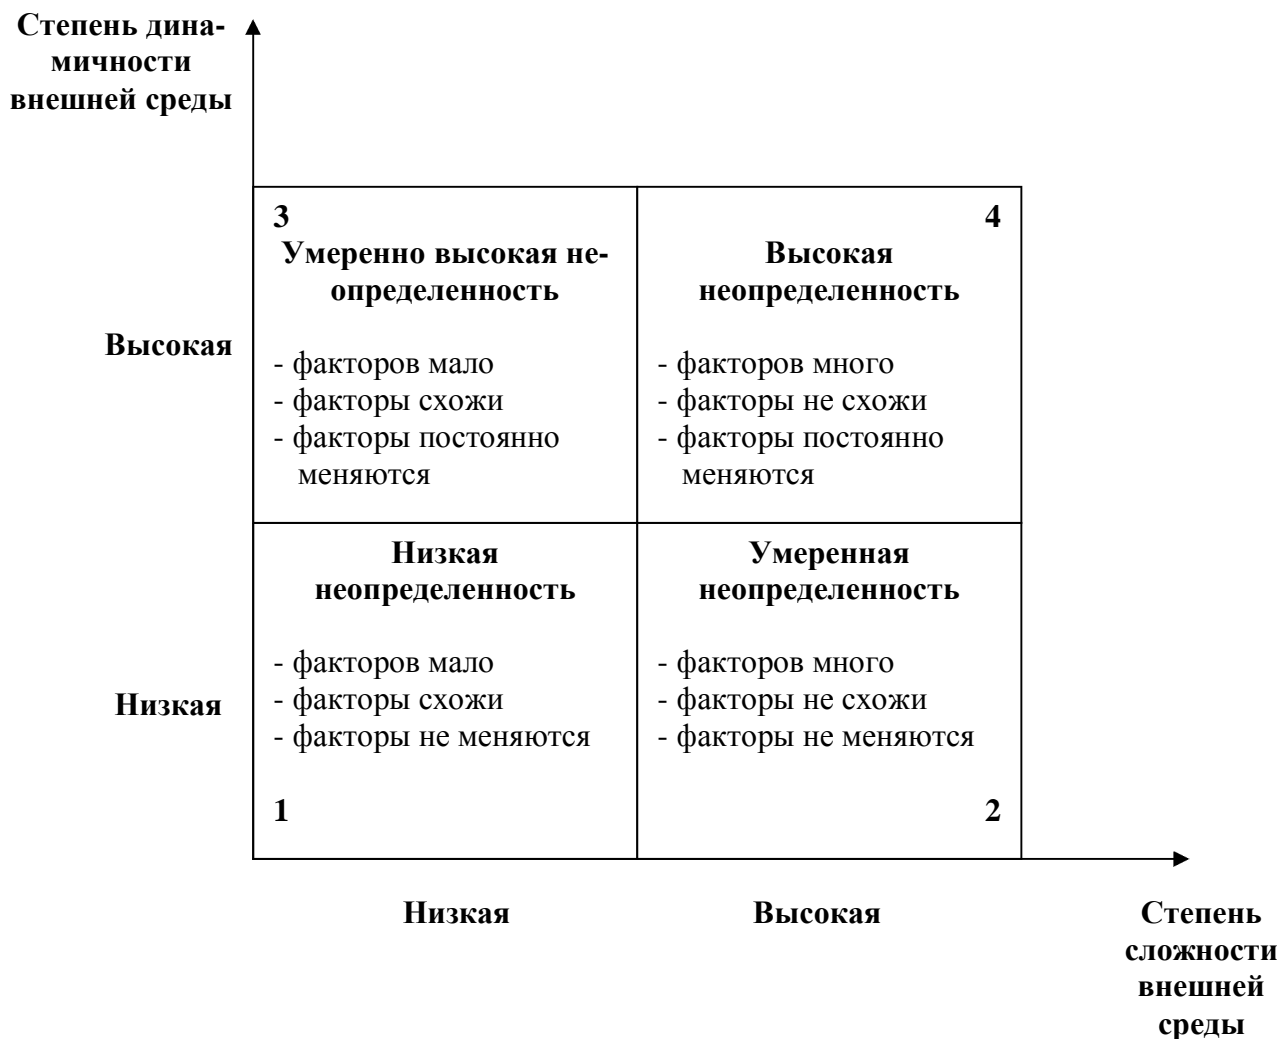 Степень дина-
мичности
внешней среды
3
Умеренно высокая не-
определенность
- факторов мало
- факторы схожи
- факторы постоянно
меняются
4
Высокая
неопределенность
- факторов много
- факторы не схожи
- факторы постоянно
меняются
Высокая
Низкая
неопределенность
- факторов мало
- факторы схожи
- факторы не меняются
1
Умеренная
неопределенность
- факторов много
- факторы не схожи
- факторы не меняются
2
Низкая
Низкая
Высокая
Степень
сложности
внешней
среды